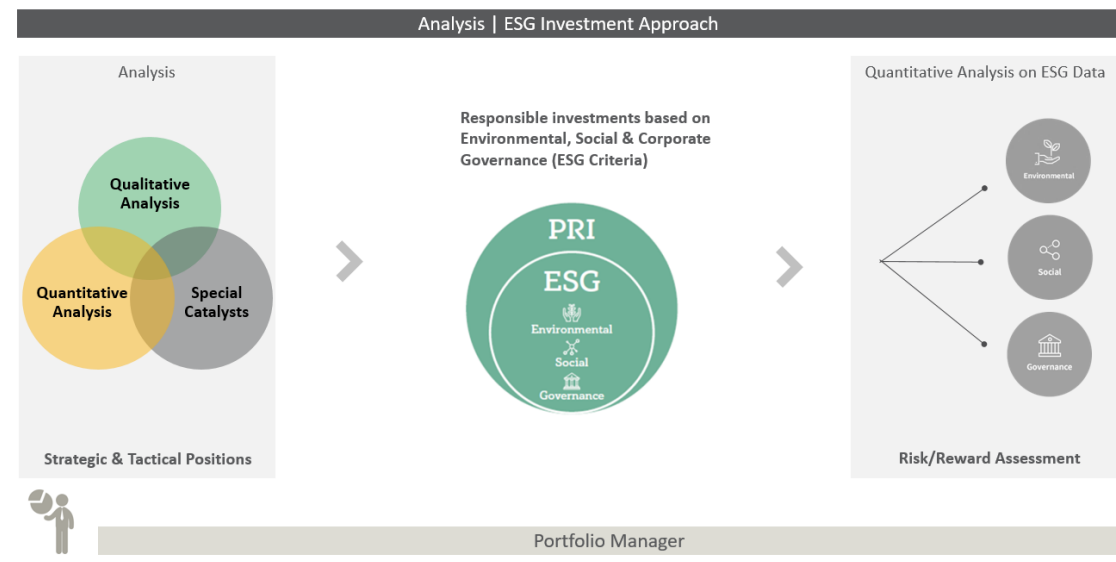 Analysis | ESG Investment Approach
Analysis
Qualitative
Analysis
Quantitative
Analysis
Special
Catalysts
Strategic & Tactical Positions
Responsible investments based on
Environmental, Social & Corporate
Governance (ESG Criteria)
PRI
ESG
Environmental
Social
Governance
Quantitative Analysis on ESG Data
Environmental
Social
Governance
Risk/Reward Assessment
Portfolio Manager